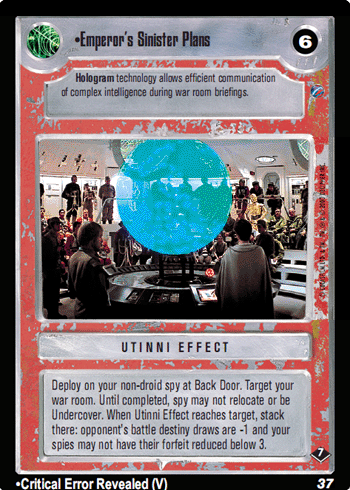 •Emperor's Sinister Plans
6
Hologram technology allows efficient communication
of complex intelligence during war room briefings.
UTINNI EFFECT
Deploy on your non-droid spy at Back Door. Target your
war room. Until completed, spy may not relocate or be
Undercover. When Utinni Effect reaches target, stack
there: opponent's battle destiny draws are -1 and your
spies may not have their forfeit reduced below 3.
7
•Critical Error Revealed (V)
37